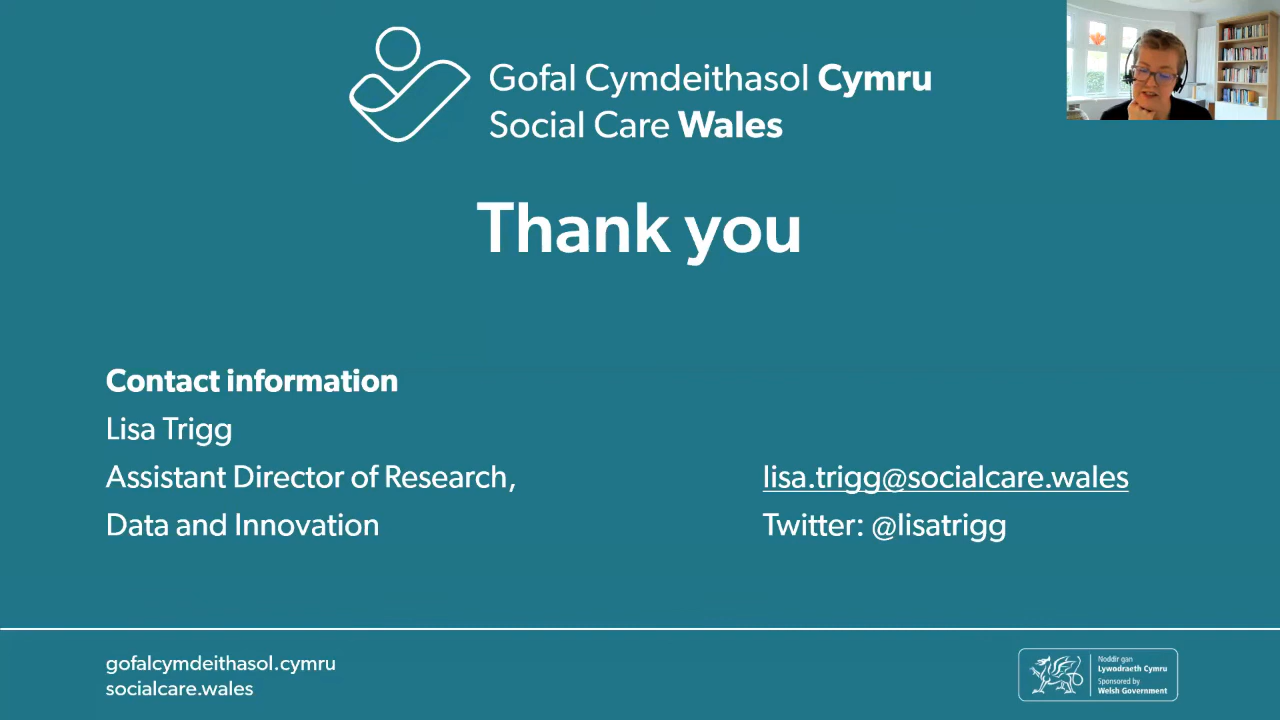 Gofal Cymdeithasol Cymru
Social Care Wales
Thank you
Contact information
Lisa Trigg
Assistant Director of Research,
Data and Innovation
lisa.trigg@socialcare.wales
Twitter: @lisatrigg
gofalcymdeithasol.cymru
socialcare.wales
Noddir gan
Lywodraeth Cymru
Sponsored by
Welsh Government